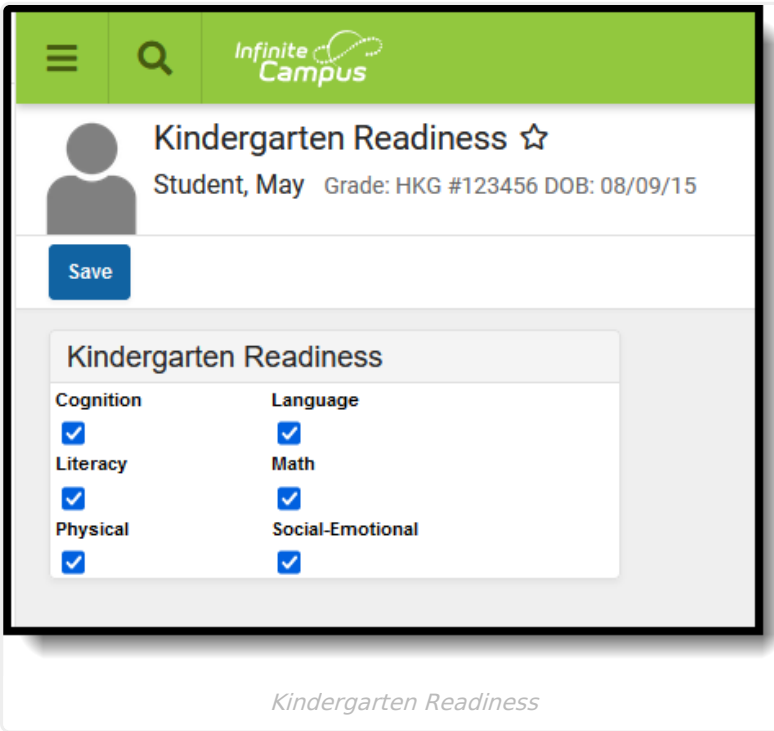 Infinite
Campus
Kindergarten Readiness
Student, May Grade: HKG #123456 DOB: 08/09/15
Save
Kindergarten Readiness
Cognition Language
Literacy Math
Physical Social-Emotional
Kindergarten Readiness